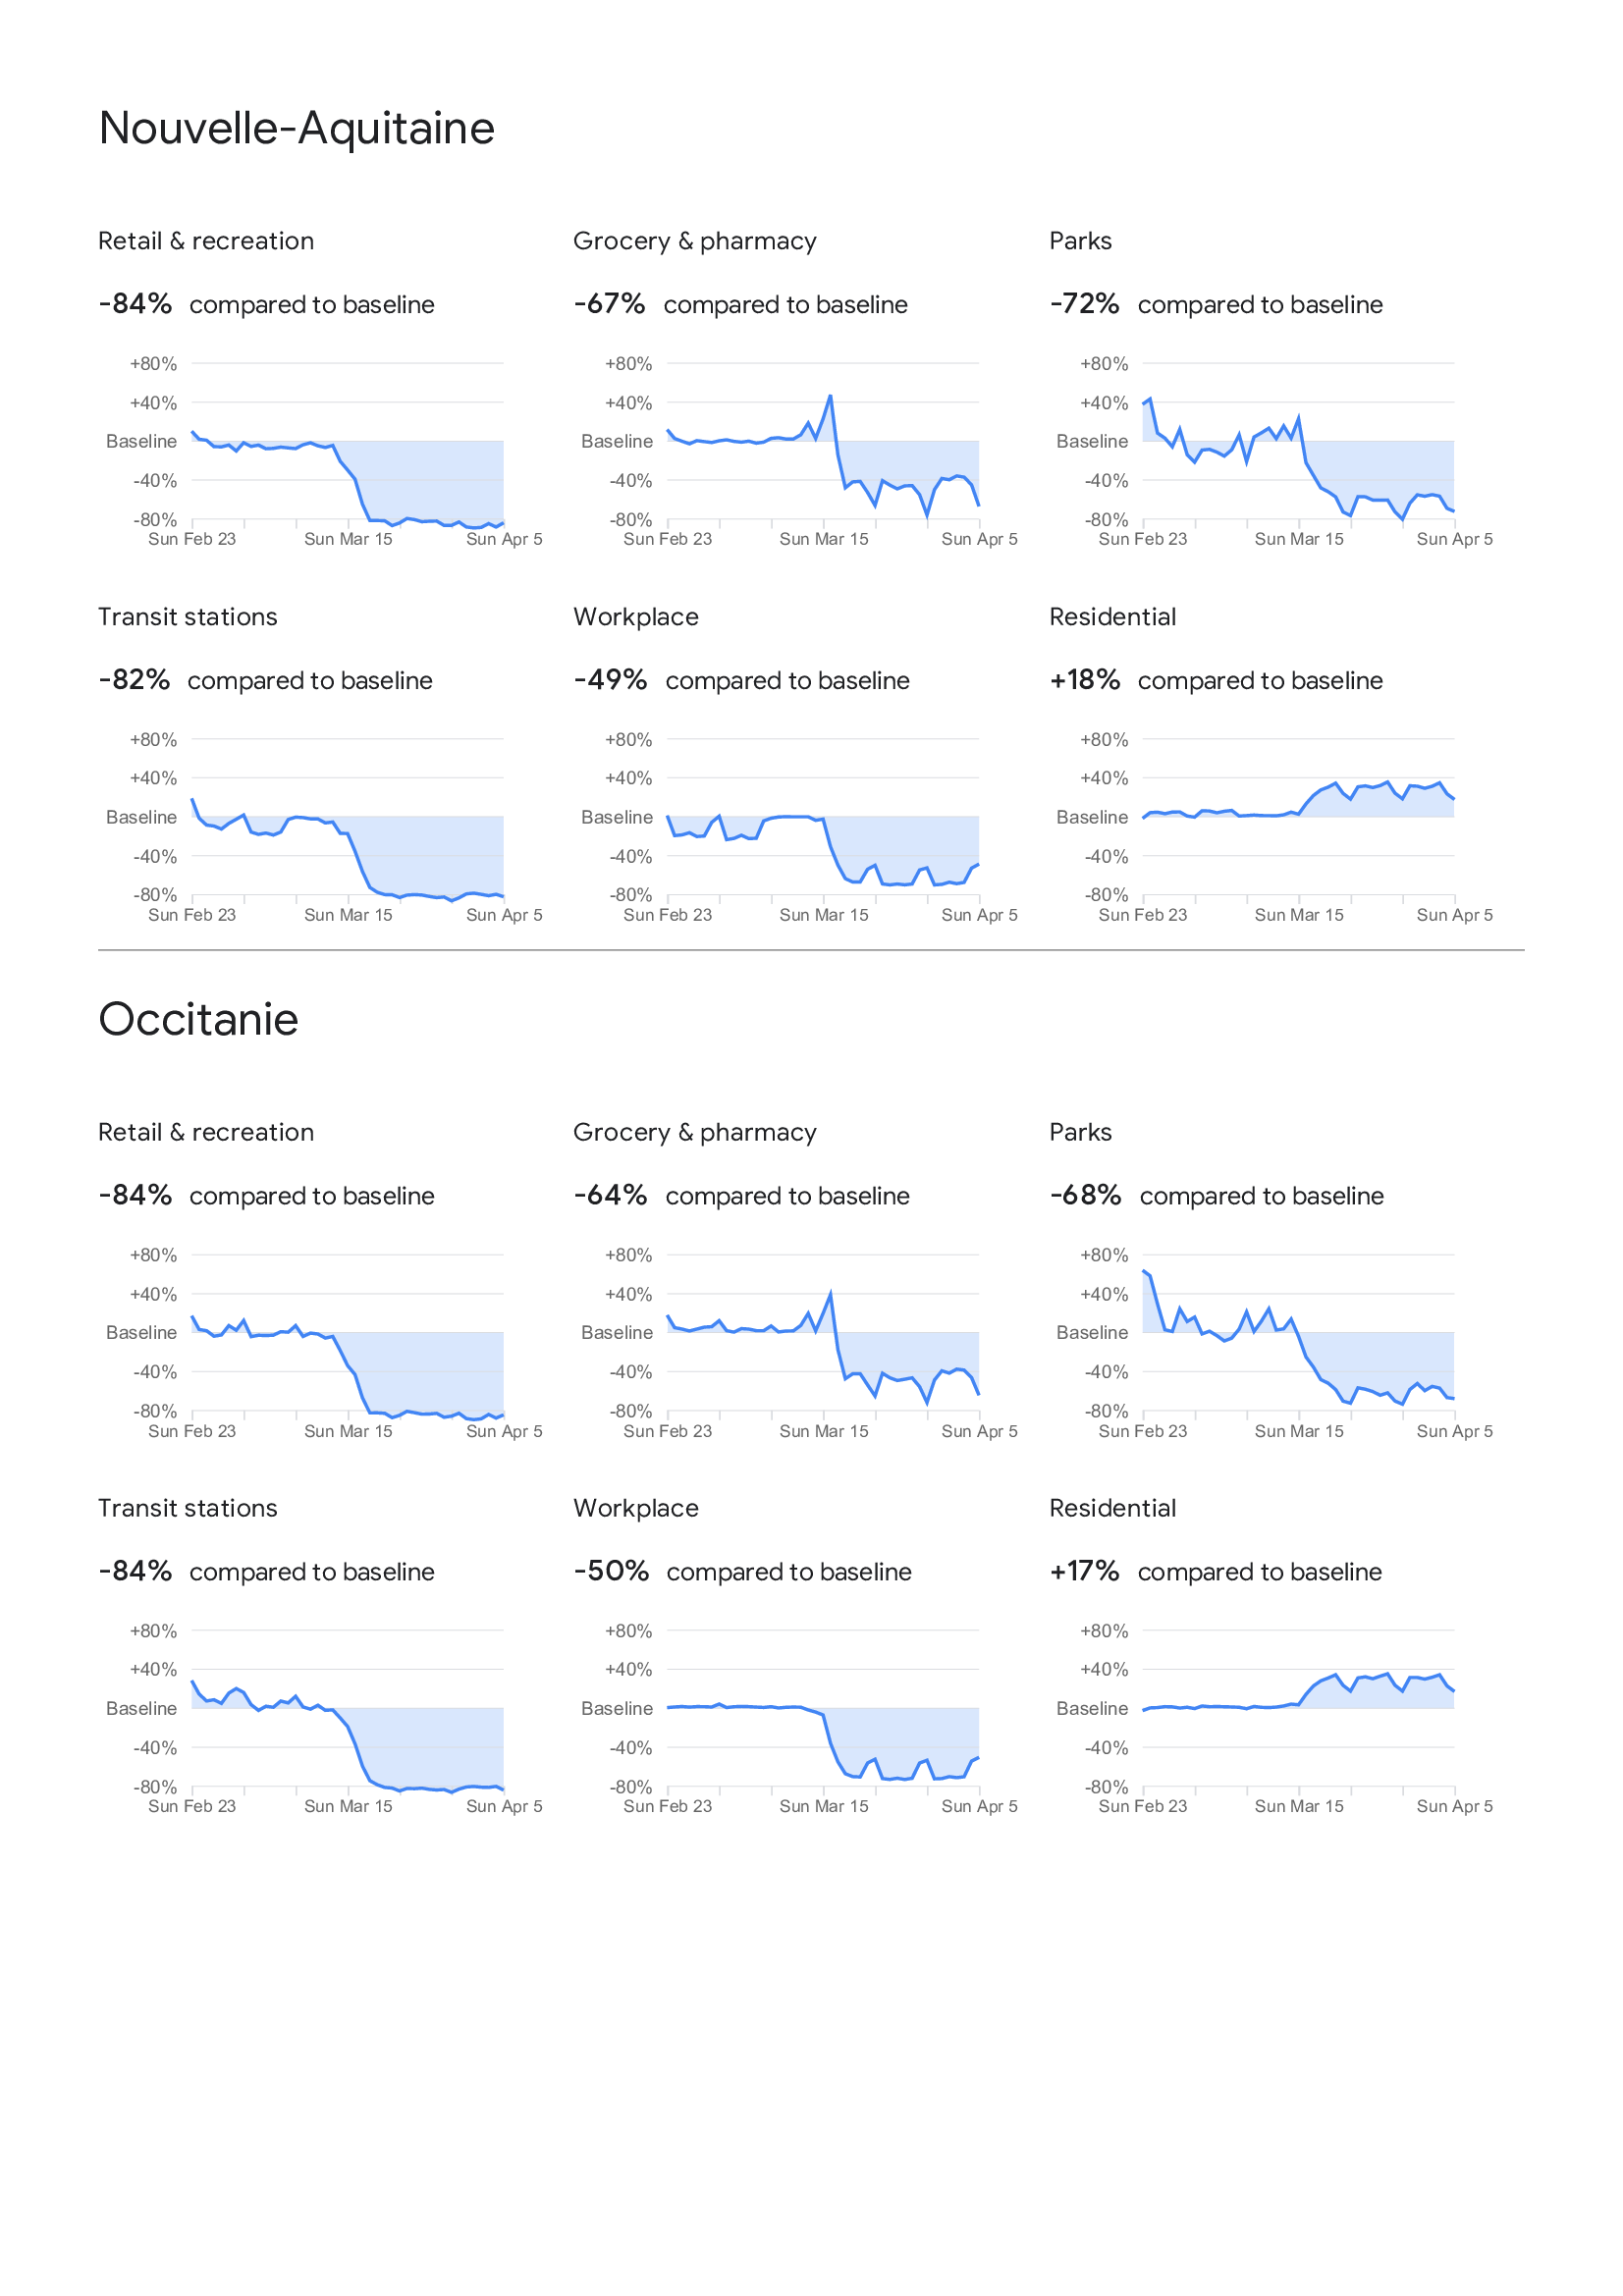 Nouvelle-Aquitaine
Retail & recreation
Grocery & pharmacy
Parks
-84% compared to baseline
-67% compared to baseline
-72% compared to baseline
+80%
+40%
Baseline
-40%
-80%
Sun Feb 23 Sun Mar 15 Sun Apr 5
+80%
+40%
Baseline
-40%
-80%
Sun Feb 23 Sun Mar 15 Sun Apr 5
+80%
+40%
Baseline
-40%
-80%
Sun Feb 23 Sun Mar 15 Sun Apr 5
Transit stations
Workplace
Residential
-82% compared to baseline
-49% compared to baseline
+18% compared to baseline
+80%
+40%
Baseline
-40%
-80%
Sun Feb 23 Sun Mar 15 Sun Apr 5
+80%
+40%
Baseline
-40%
-80%
Sun Feb 23 Sun Mar 15 Sun Apr 5
+80%
+40%
Baseline
-40%
-80%
Sun Feb 23 Sun Mar 15 Sun Apr 5
Occitanie
Retail & recreation
Grocery & pharmacy
Parks
-84% compared to baseline
-64% compared to baseline
-68% compared to baseline
+80%
+40%
Baseline
-40%
-80%
Sun Feb 23 Sun Mar 15 Sun Apr 5
+80%
+40%
Baseline
-40%
-80%
Sun Feb 23 Sun Mar 15 Sun Apr 5
+80%
+40%
Baseline
-40%
-80%
Sun Feb 23 Sun Mar 15 Sun Apr 5
Transit stations
Workplace
Residential
-84% compared to baseline
-50% compared to baseline
+17% compared to baseline
+80%
+40%
Baseline
-40%
-80%
Sun Feb 23 Sun Mar 15 Sun Apr 5
+80%
+40%
Baseline
-40%
-80%
Sun Feb 23 Sun Mar 15 Sun Apr 5
+80%
+40%
Baseline
-40%
-80%
Sun Feb 23 Sun Mar 15 Sun Apr 5